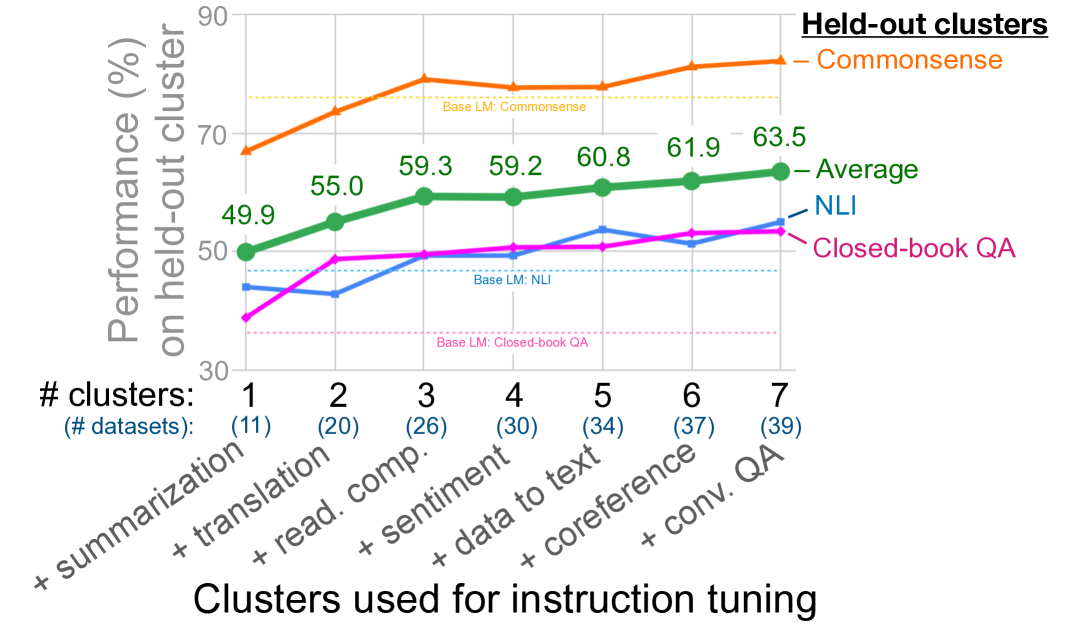 Held-out clusters
Performance (%)
on held-out cluster
90
70
50
30
Commonsense
Base LM: Commonsense
49.9
55.0
59.3
59.2
60.8
61.9
63.5
Average
NLI
Closed-book QA
Base LM: NLI
Base LM: Closed-book QA
# clusters: 1 2 3 4 5 6 7
(# datasets): (11) (20) (26) (30) (34) (37) (39)
+ summarization
+ translation
+ read. comp.
+ sentiment
+ data to text
+ coreference
+ conv. QA
Clusters used for instruction tuning